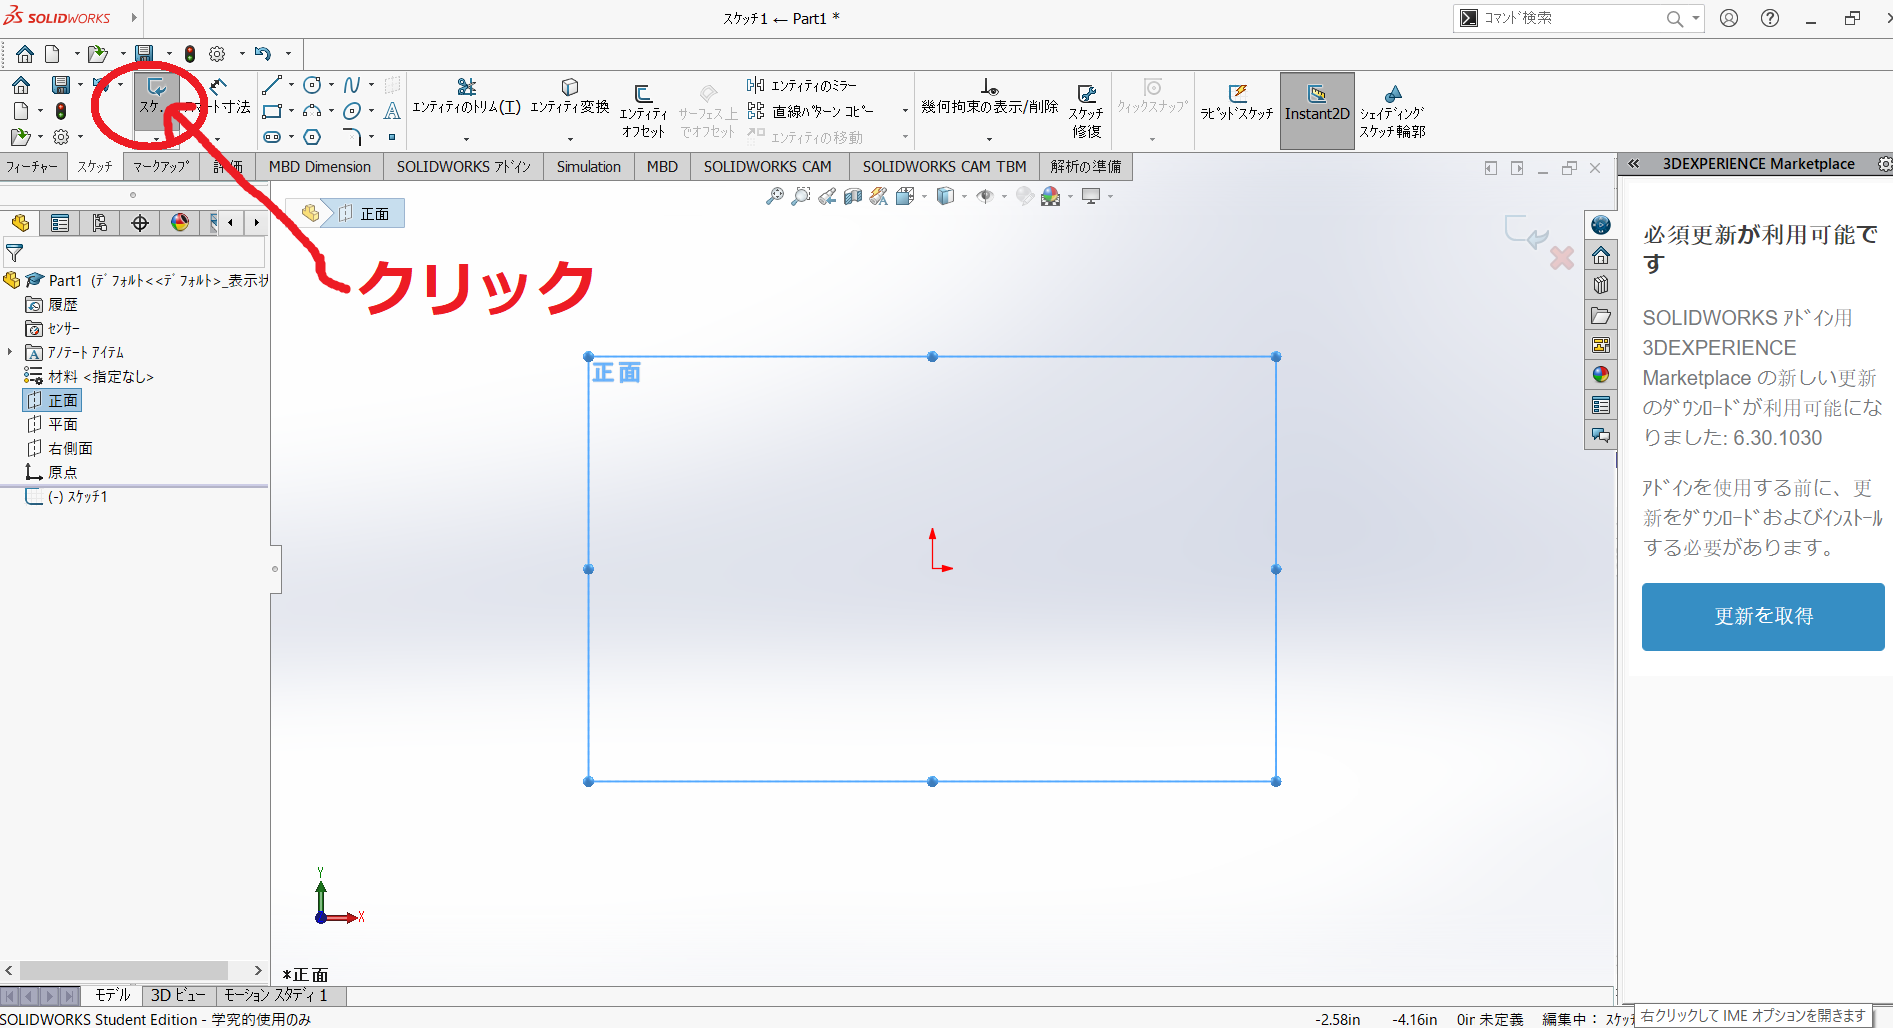 SOLIDWORKS
スケッチ1 ← Part1 *
コマンド検索
スケ...
スマート寸法
エンティティのトリム(T)
エンティティ変換
エンティティ
オフセット
サーフェス上
でオフセット
エンティティのミラー
直線パターン コピー
エンティティの移動
幾何拘束の表示/削除
スケッチ
修復
クイックスナップ
ラピッドスケッチ
Instant2D
シェイディング
スケッチ輪郭
フィーチャー
スケッチ
マークアップ
評価
MBD Dimension
SOLIDWORKS アドイン
Simulation
MBD
SOLIDWORKS CAM
SOLIDWORKS CAM TBM
解析の準備
3DEXPERIENCE Marketplace
正面
クリック
Part1 (デフォルト<<デフォルト>_表示状
履歴
センサー
アノテート アイテム
材料 <指定なし>
正面
平面
右側面
原点
(-) スケッチ1
正面
必須更新が利用可能で
す
SOLIDWORKS アドイン用
3DEXPERIENCE
Marketplace の新しい更新
のダウンロードが利用可能にな
りました: 6.30.1030
アドインを使用する前に、更
新をダウンロードおよびインストール
する必要があります。
更新を取得
Y
X
*正面
モデル
3D ビュー
モーション スタディ 1
SOLIDWORKS Student Edition - 学究的使用のみ
-2.58in
-4.16in
0in 未定義
編集中 : スケッチ
右クリックして IME オプションを開きます